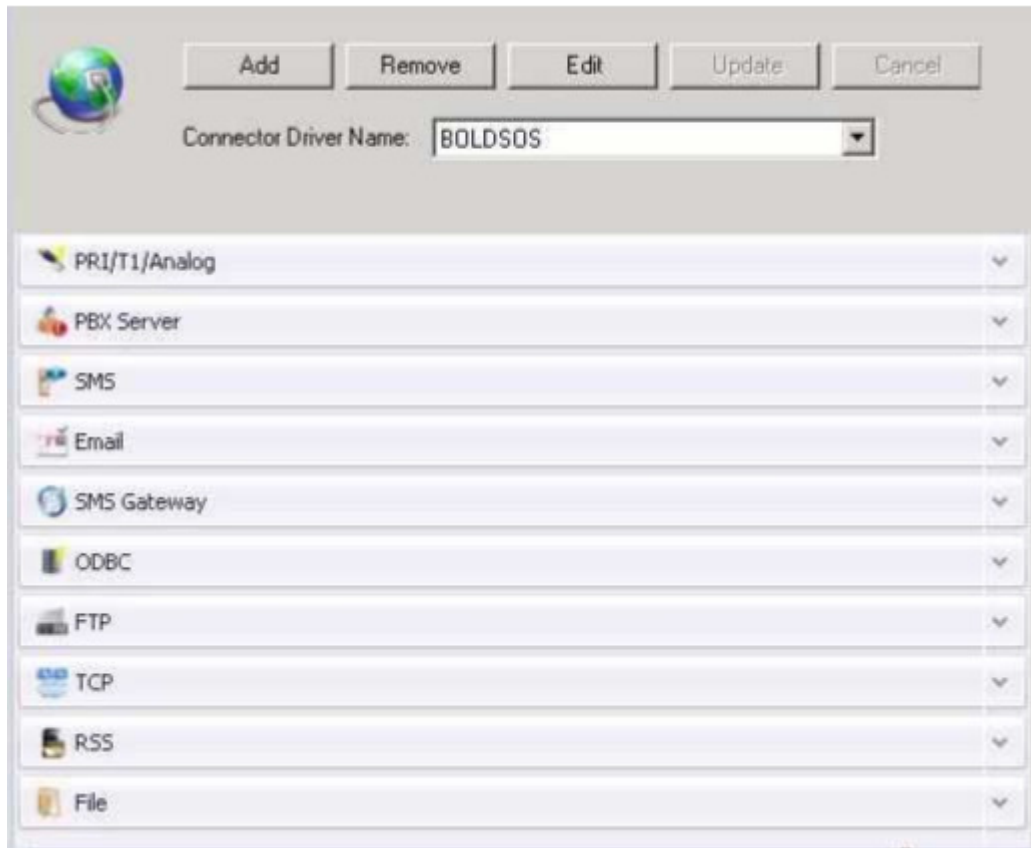 Add Remove Edit Update Cancel
Connector Driver Name: BOLDSOS
PRI/T1/Analog
PBX Server
SMS
Email
SMS Gateway
ODBC
FTP
TCP
RSS
File